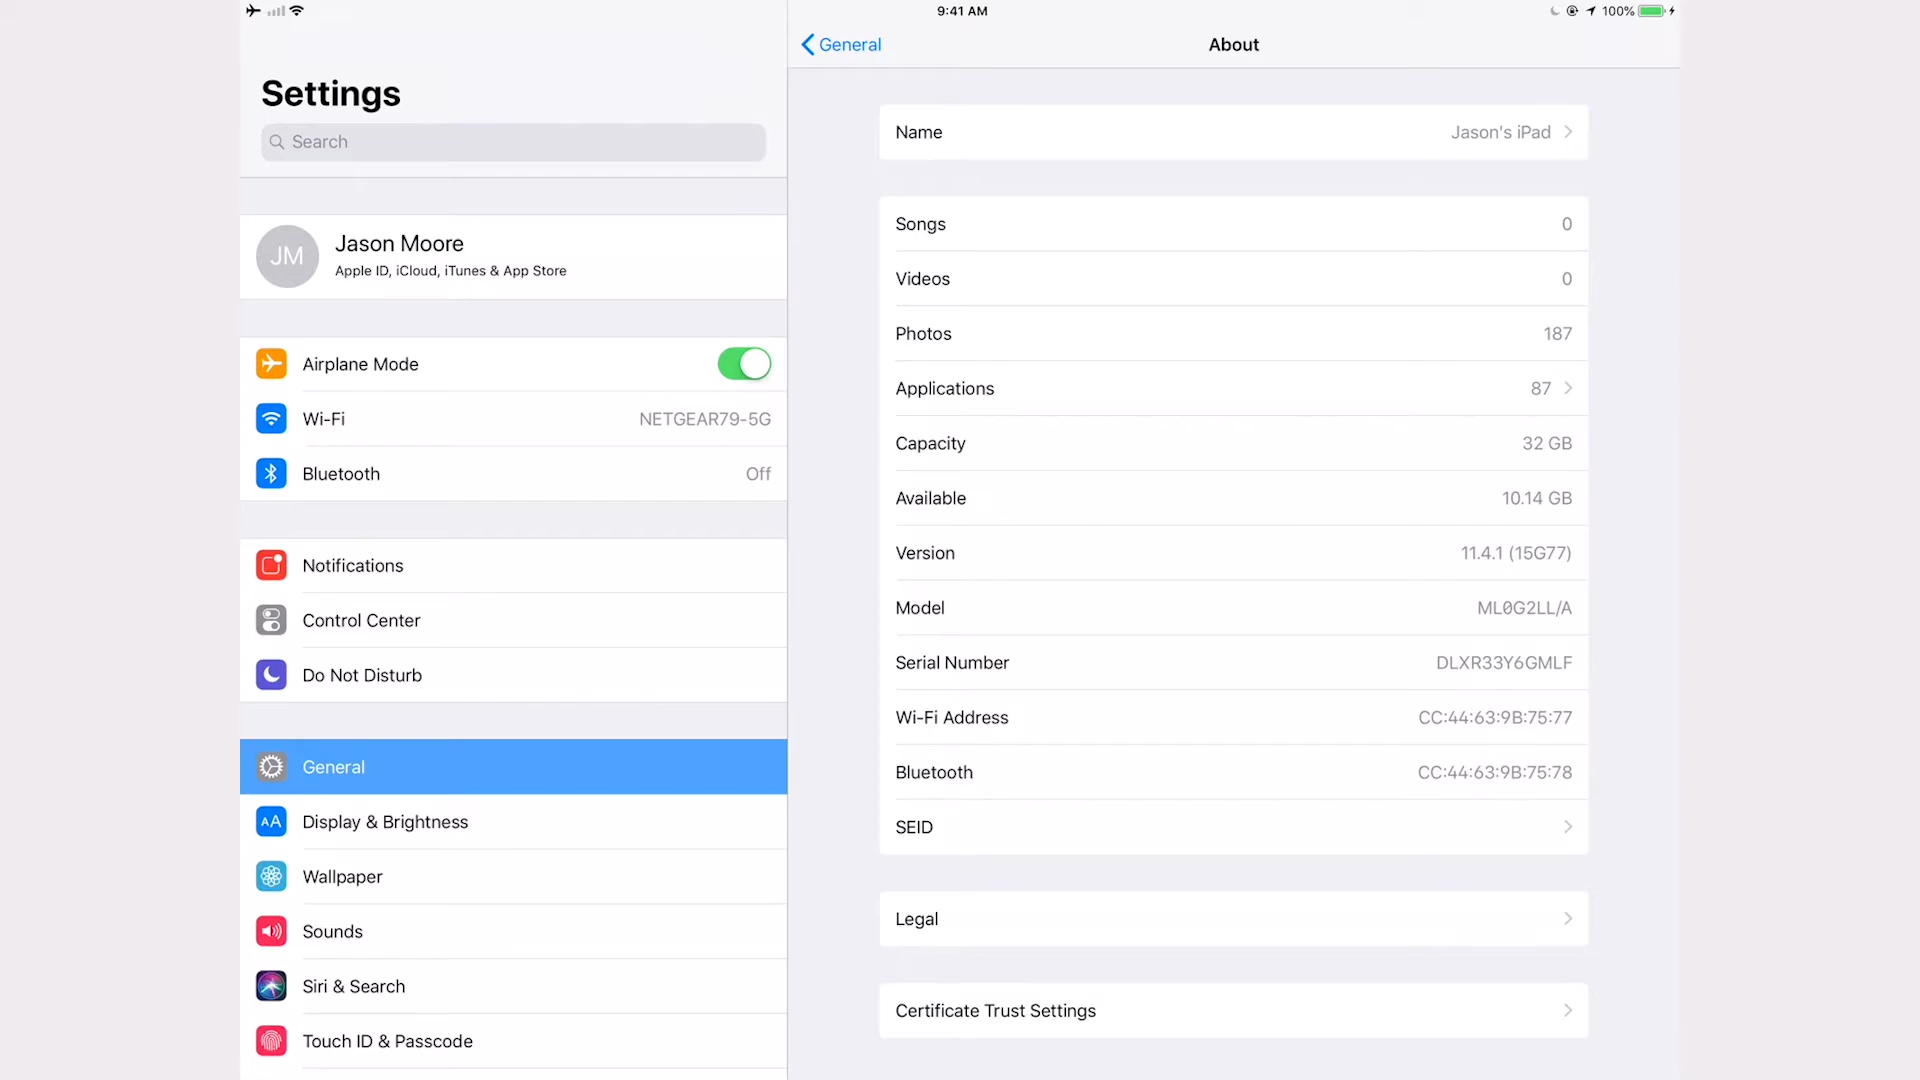 9:41 AM
100%
Settings
Search
JM
Jason Moore
Apple ID, iCloud, iTunes & App Store
Airplane Mode
Wi-Fi NETGEAR79-5G
Bluetooth Off
Notifications
Control Center
Do Not Disturb
General
AA Display & Brightness
Wallpaper
Sounds
Siri & Search
Touch ID & Passcode
General
About
Name Jason's iPad
Songs 0
Videos 0
Photos 187
Applications 87
Capacity 32 GB
Available 10.14 GB
Version 11.4.1 (15G77)
Model ML0G2LL/A
Serial Number DLXR33Y6GMLF
Wi-Fi Address CC:44:63:9B:75:77
Bluetooth CC:44:63:9B:75:78
SEID
Legal
Certificate Trust Settings